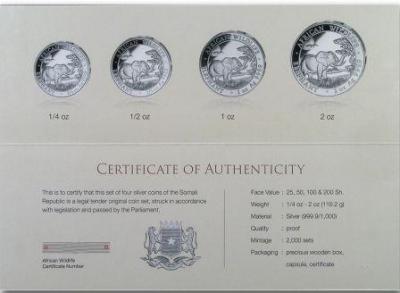 1/4 oz 1/2 oz 1 oz 2 oz
CERTIFICATE OF AUTHENTICITY
This is to certify that this set of four silver coins of the Somali
Republic is a legal tender original coin set, struck in accordance
with legislation and passed by the Parliament.
African Wildlife
Certificate Number
Face Value : 25, 50, 100 & 200 Sh.
Weight : 1/4 oz - 2 oz (119.2 g)
Material : Silver (999.9/1,000)
Quality : proof
Mintage : 2,000 sets
Packaging : precious wooden box,
capsule, certificate